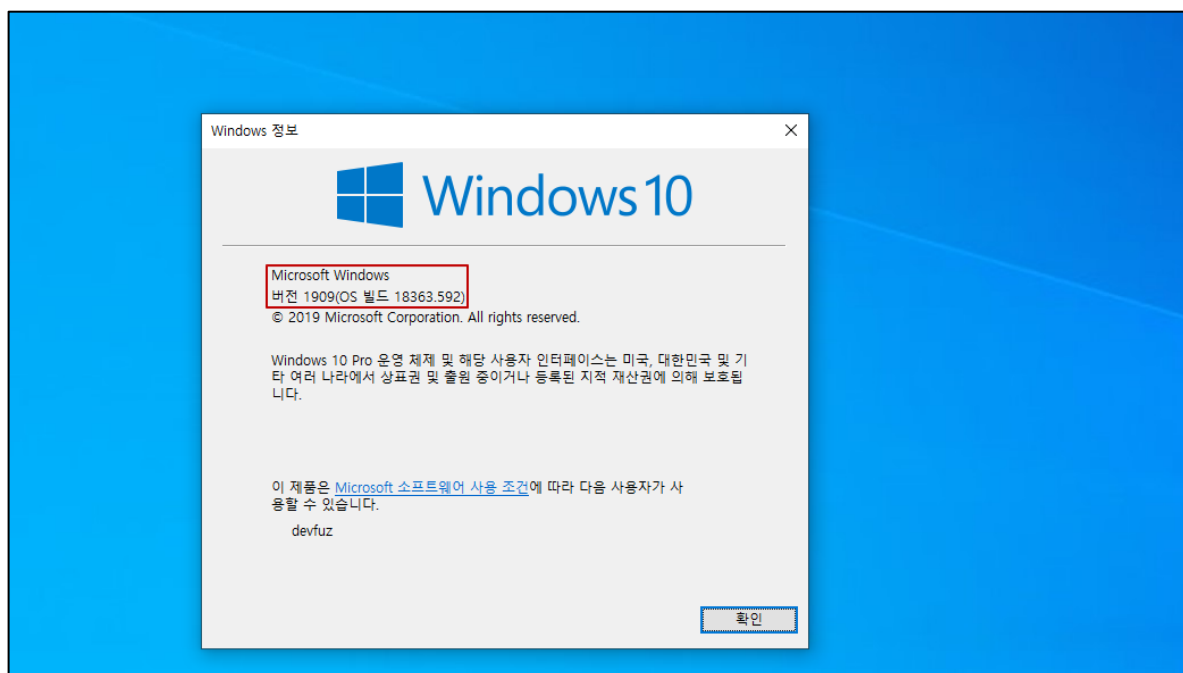 Windows 정보
Windows 10
Microsoft Windows
버전 1909(OS 빌드 18363.592)
© 2019 Microsoft Corporation. All rights reserved.
Windows 10 Pro 운영 체제 및 해당 사용자 인터페이스는 미국, 대한민국 및 기
타 여러 나라에서 상표권 및 출원 중이거나 등록된 지적 재산권에 의해 보호됩
니다.
이 제품은 Microsoft 소프트웨어 사용 조건에 따라 다음 사용자가 사
용할 수 있습니다.
devfuz
확인